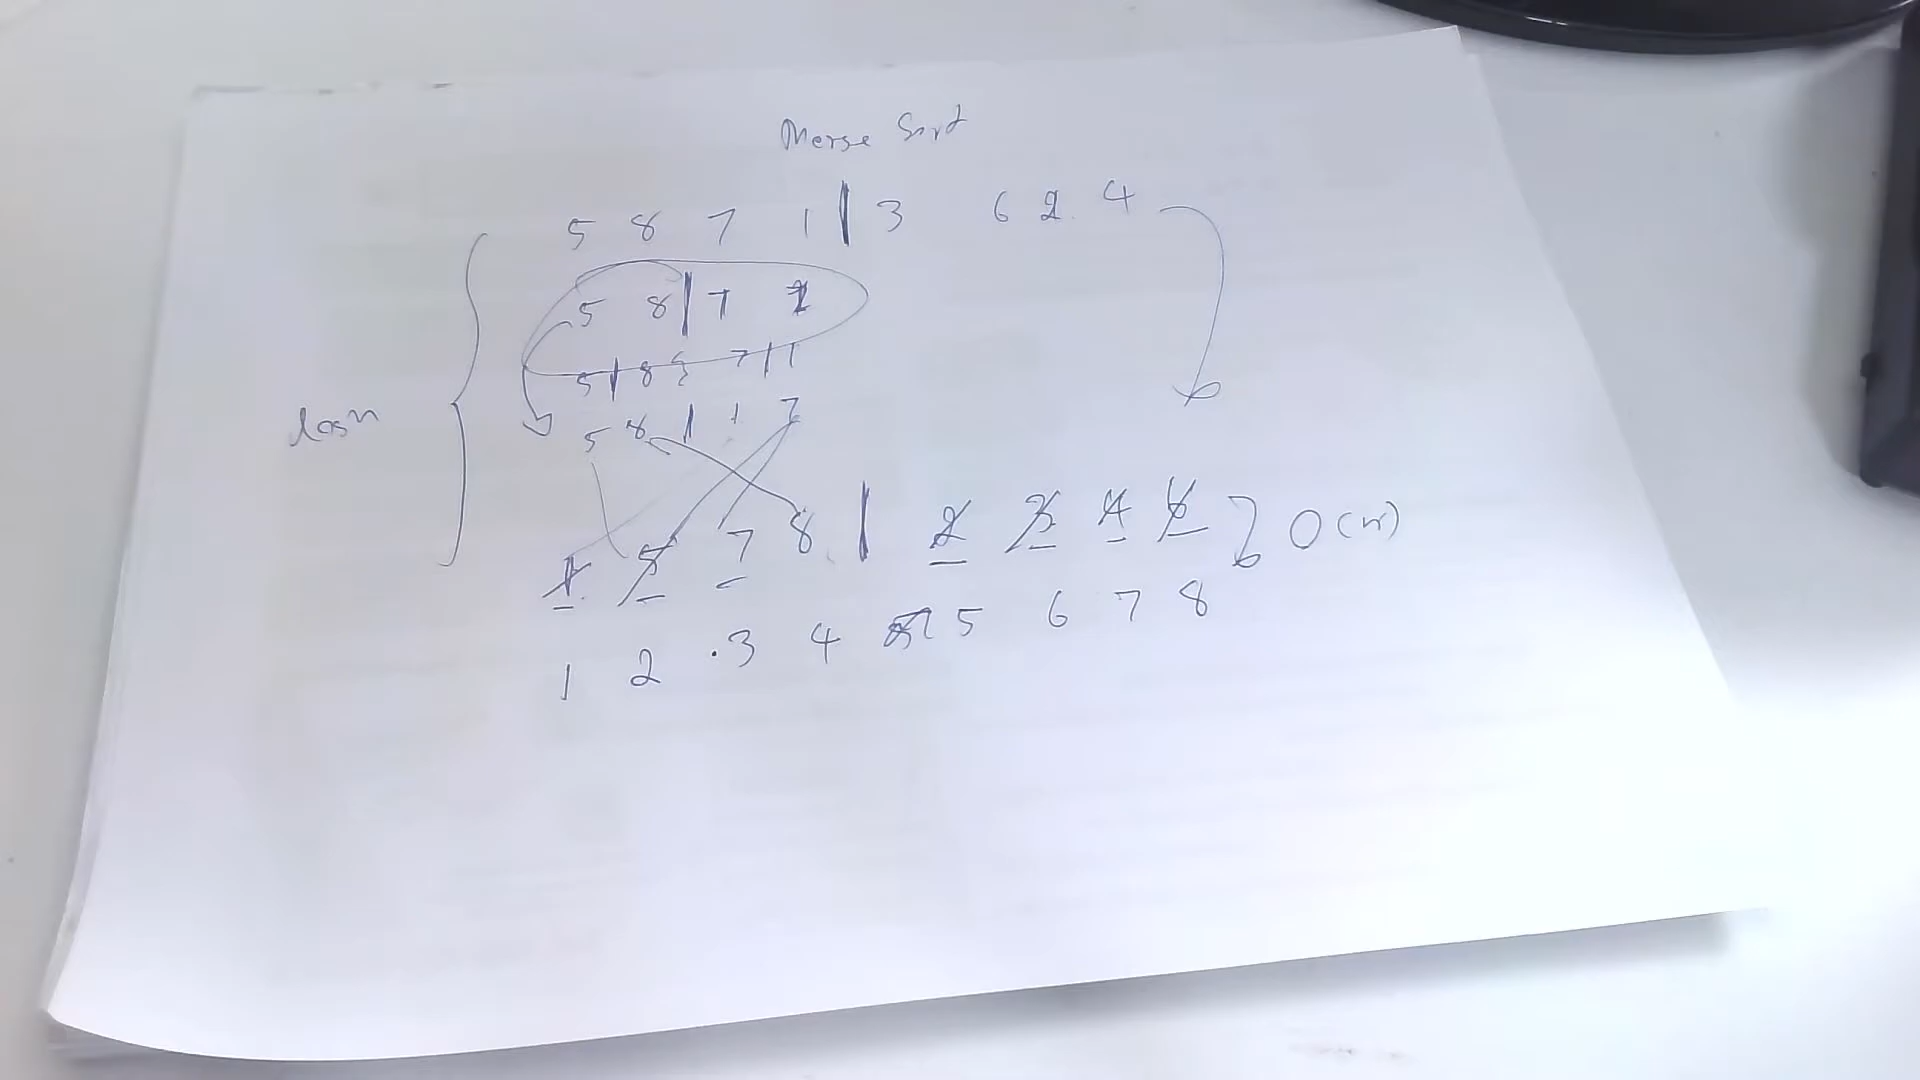 Merge Sort
5 8 7 1 | 3 6 2 4
5 8 | 7 1
5 | 8 7 | 1
log n
5 8 | 1 7
1 5 7 8 | 2 3 4 6 } O(n)
1 2 3 4 5 6 7 8